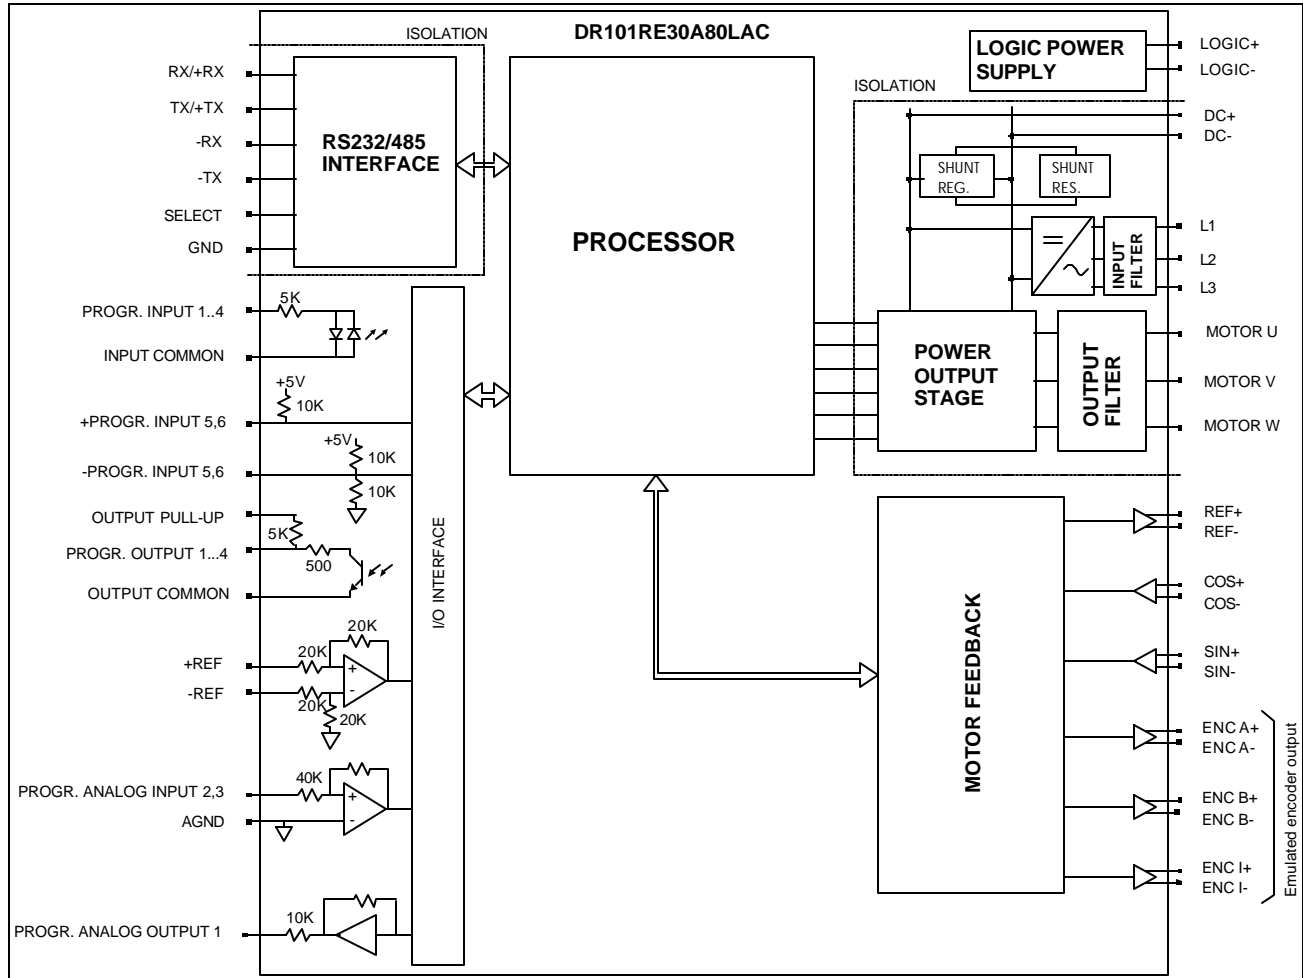 DR101RE30A80LAC
ISOLATION
RX/+RX
TX/+TX
-RX
-TX
SELECT
GND
RS232/485
INTERFACE
PROCESSOR
LOGIC POWER
SUPPLY
LOGIC+
LOGIC-
ISOLATION
DC+
DC-
SHUNT
REG.
SHUNT
RES.
INPUT
FILTER
L1
L2
L3
POWER
OUTPUT
STAGE
OUTPUT
FILTER
MOTOR U
MOTOR V
MOTOR W
PROGR. INPUT 1..4
5K
INPUT COMMON
+5V
10K
+PROGR. INPUT 5,6
+5V
10K
-PROGR. INPUT 5,6
10K
OUTPUT PULL-UP
5K
PROGR. OUTPUT 1...4
500
OUTPUT COMMON
I/O INTERFACE
20K
+REF
20K
+
-REF
-
20K
20K
PROGR. ANALOG INPUT 2,3
40K
+
AGND
-
PROGR. ANALOG OUTPUT 1
10K
MOTOR FEEDBACK
REF+
REF-
COS+
COS-
SIN+
SIN-
ENC A+
ENC A-
ENC B+
ENC B-
ENC I+
ENC I-
Emulated encoder output